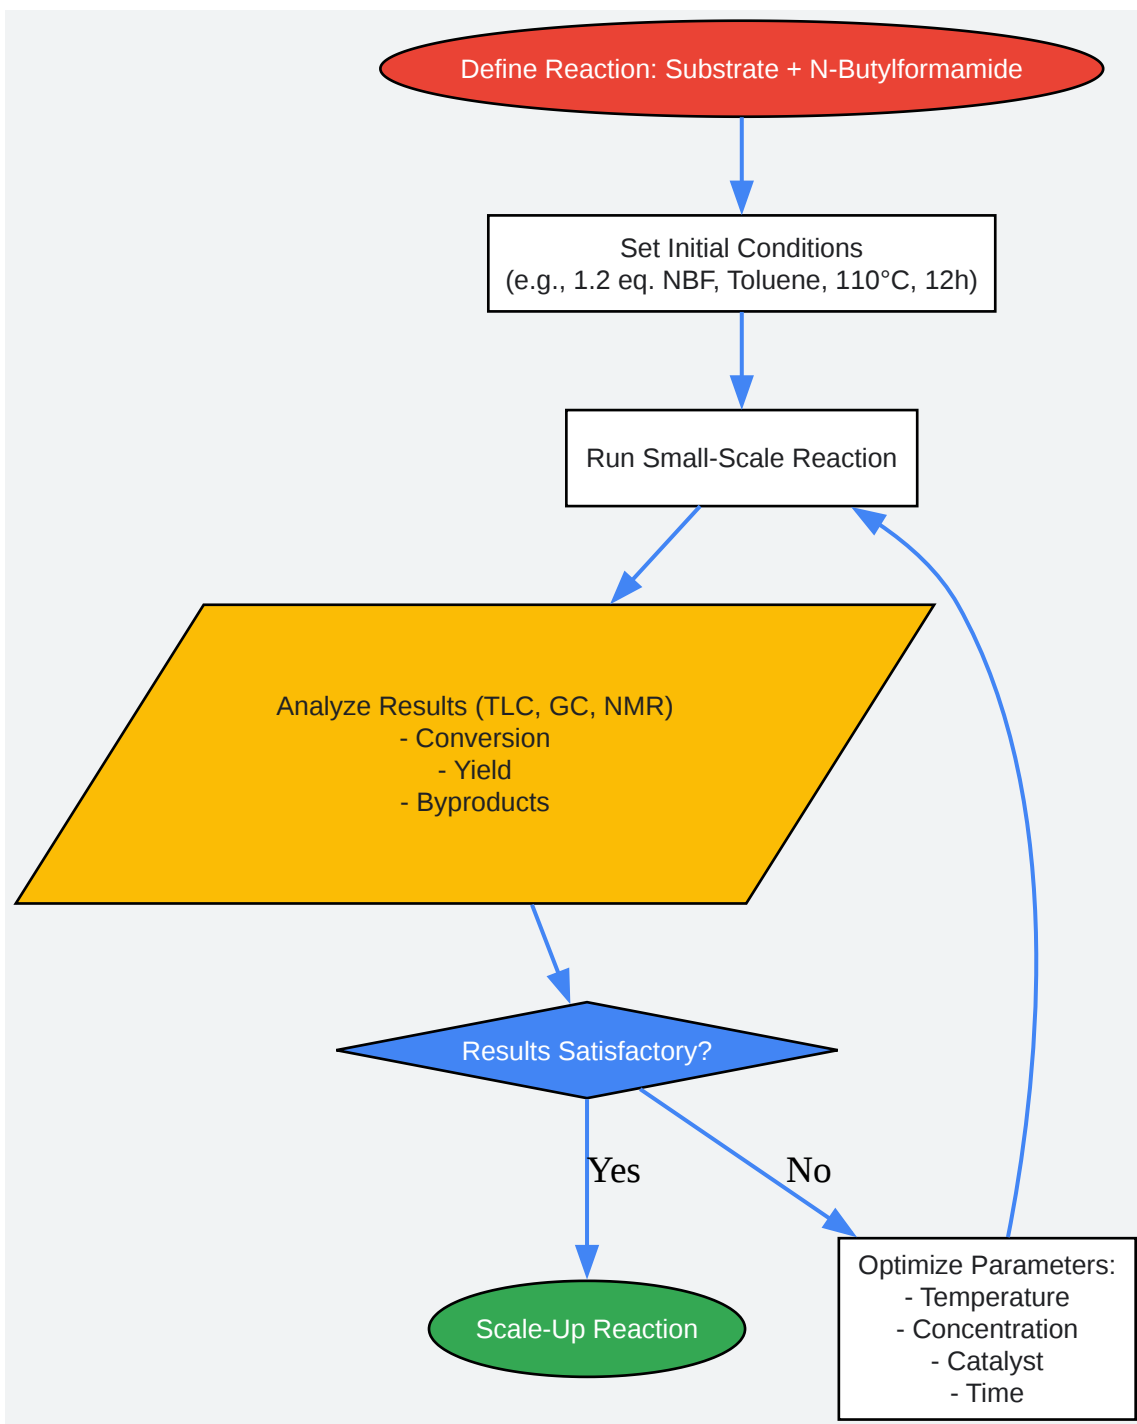 Define Reaction: Substrate + N-Butylformamide
Set Initial Conditions
(e.g., 1.2 eq. NBF, Toluene, 110°C, 12h)
Run Small-Scale Reaction
Analyze Results (TLC, GC, NMR)
- Conversion
- Yield
- Byproducts
Results Satisfactory?
Yes
No
Scale-Up Reaction
Optimize Parameters:
- Temperature
- Concentration
- Catalyst
- Time